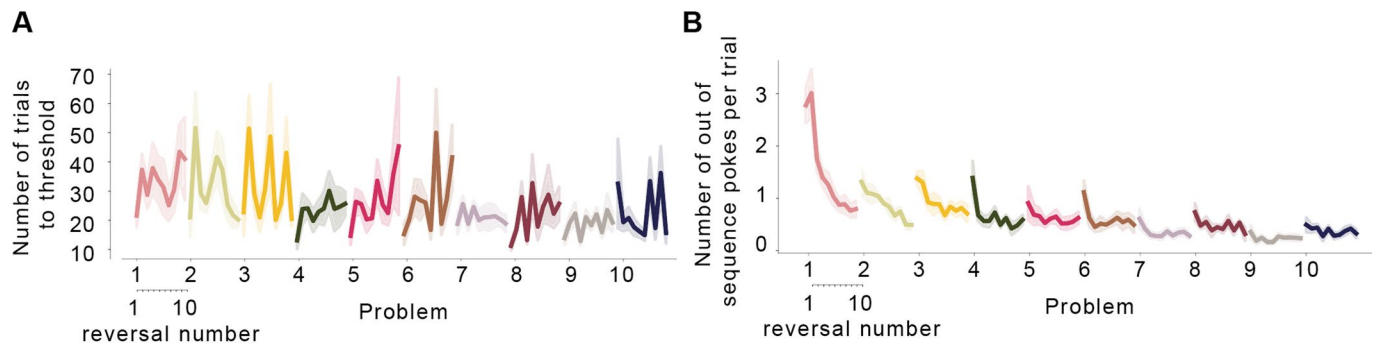 A
Number of trials
to threshold
70
60
50
40
30
20
10
1 2 3 4 5 6 7 8 9 10
1 10
reversal number
Problem
B
Number of out of
sequence pokes per trial
3
2
1
0
1 2 3 4 5 6 7 8 9 10
1 10
reversal number
Problem